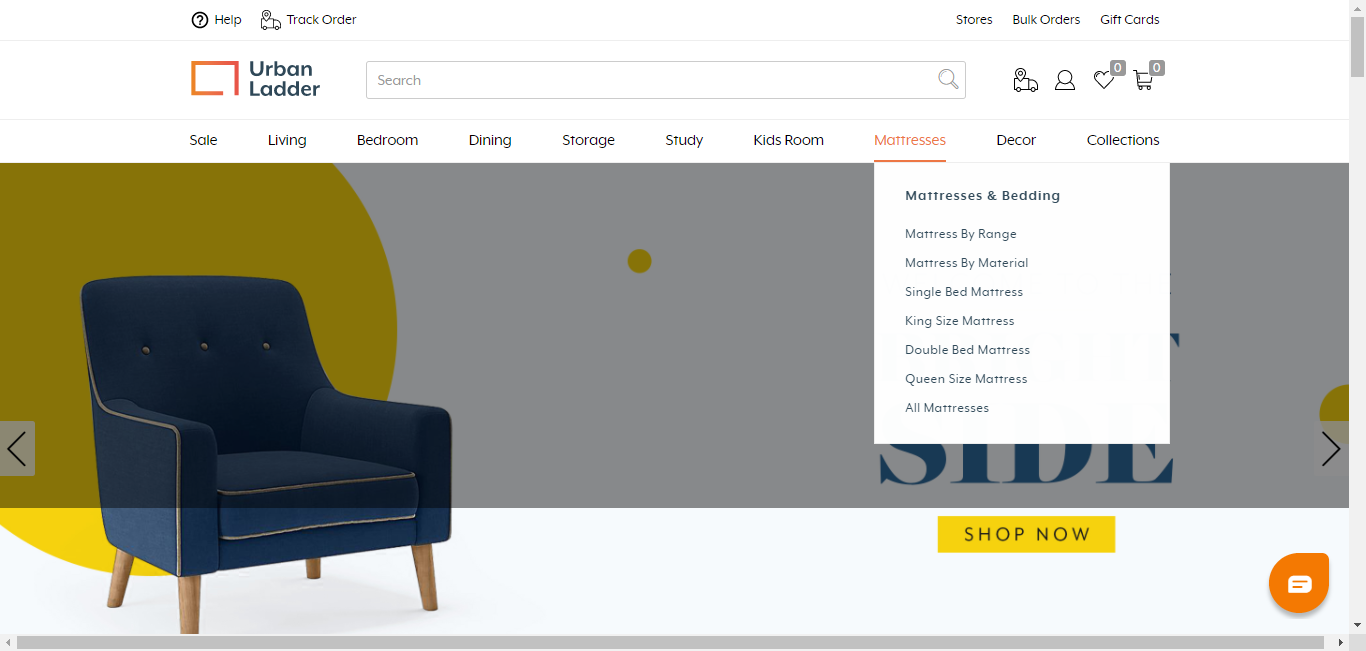 Help
Track Order
Stores
Bulk Orders
Gift Cards
Urban
Ladder
Search
0
0
Sale
Living
Bedroom
Dining
Storage
Study
Kids Room
Mattresses
Decor
Collections
Mattresses & Bedding
Mattress By Range
Mattress By Material
Single Bed Mattress
King Size Mattress
Double Bed Mattress
Queen Size Mattress
All Mattresses
SIDE
SHOP NOW